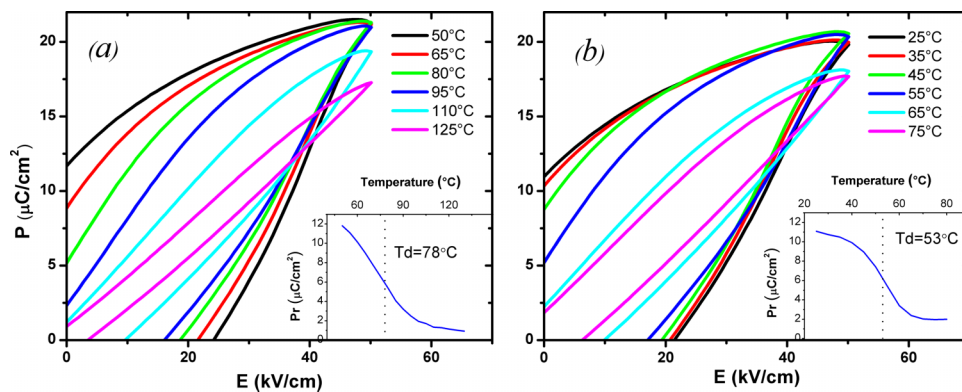 (a)
50°C
65°C
80°C
95°C
110°C
125°C
P (μC/cm²)
20
15
10
5
0
0 20 40 60
E (kV/cm)
Temperature (°C)
40 60 80 100 120
12
10
8
6
4
2
0
Pr (μC/cm²)
Td=78°C
(b)
25°C
35°C
45°C
55°C
65°C
75°C
20
15
10
5
0
0 20 40 60
E (kV/cm)
Temperature (°C)
20 40 60 80
12
10
8
6
4
2
0
Pr (μC/cm²)
Td=53°C